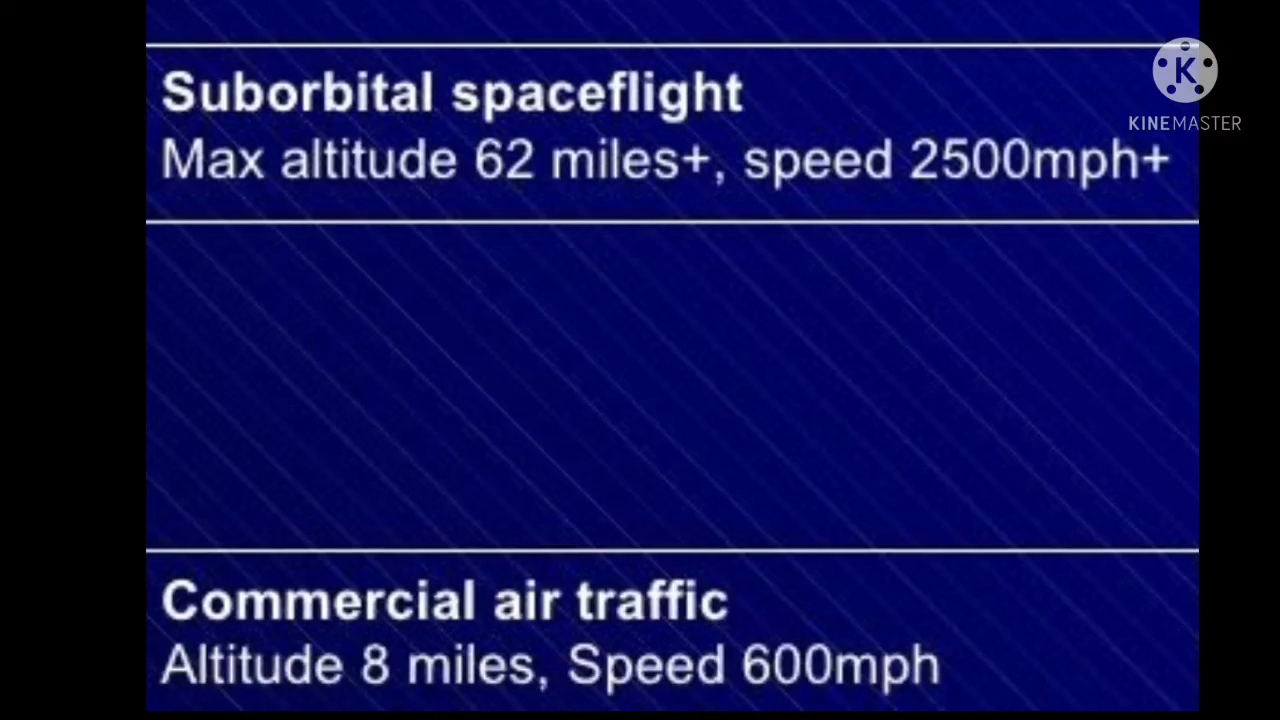 Suborbital spaceflight
Max altitude 62 miles+, speed 2500mph+
K
KINEMASTER
Commercial air traffic
Altitude 8 miles, Speed 600mph